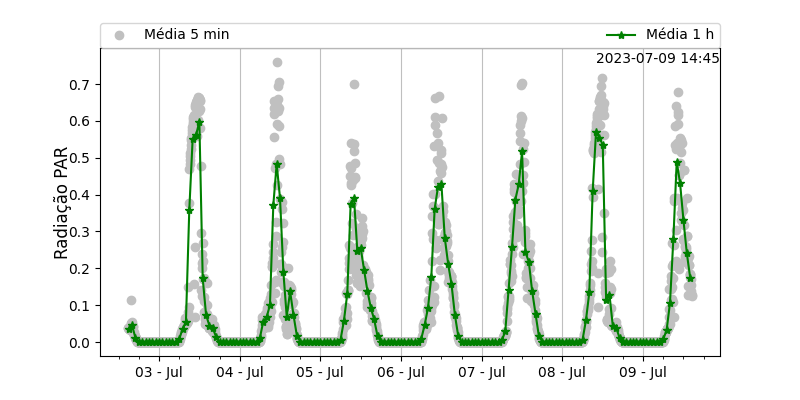 Média 5 min
Média 1 h
2023-07-09 14:45
Radiação PAR
0.7
0.6
0.5
0.4
0.3
0.2
0.1
0.0
03 - Jul
04 - Jul
05 - Jul
06 - Jul
07 - Jul
08 - Jul
09 - Jul